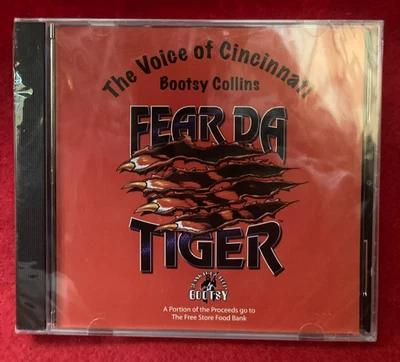 The Voice of Cincinnati
Bootsy Collins
FEAR DA
TIGER
BOOTSY
A Portion of the Proceeds go to
The Free Store Food Bank